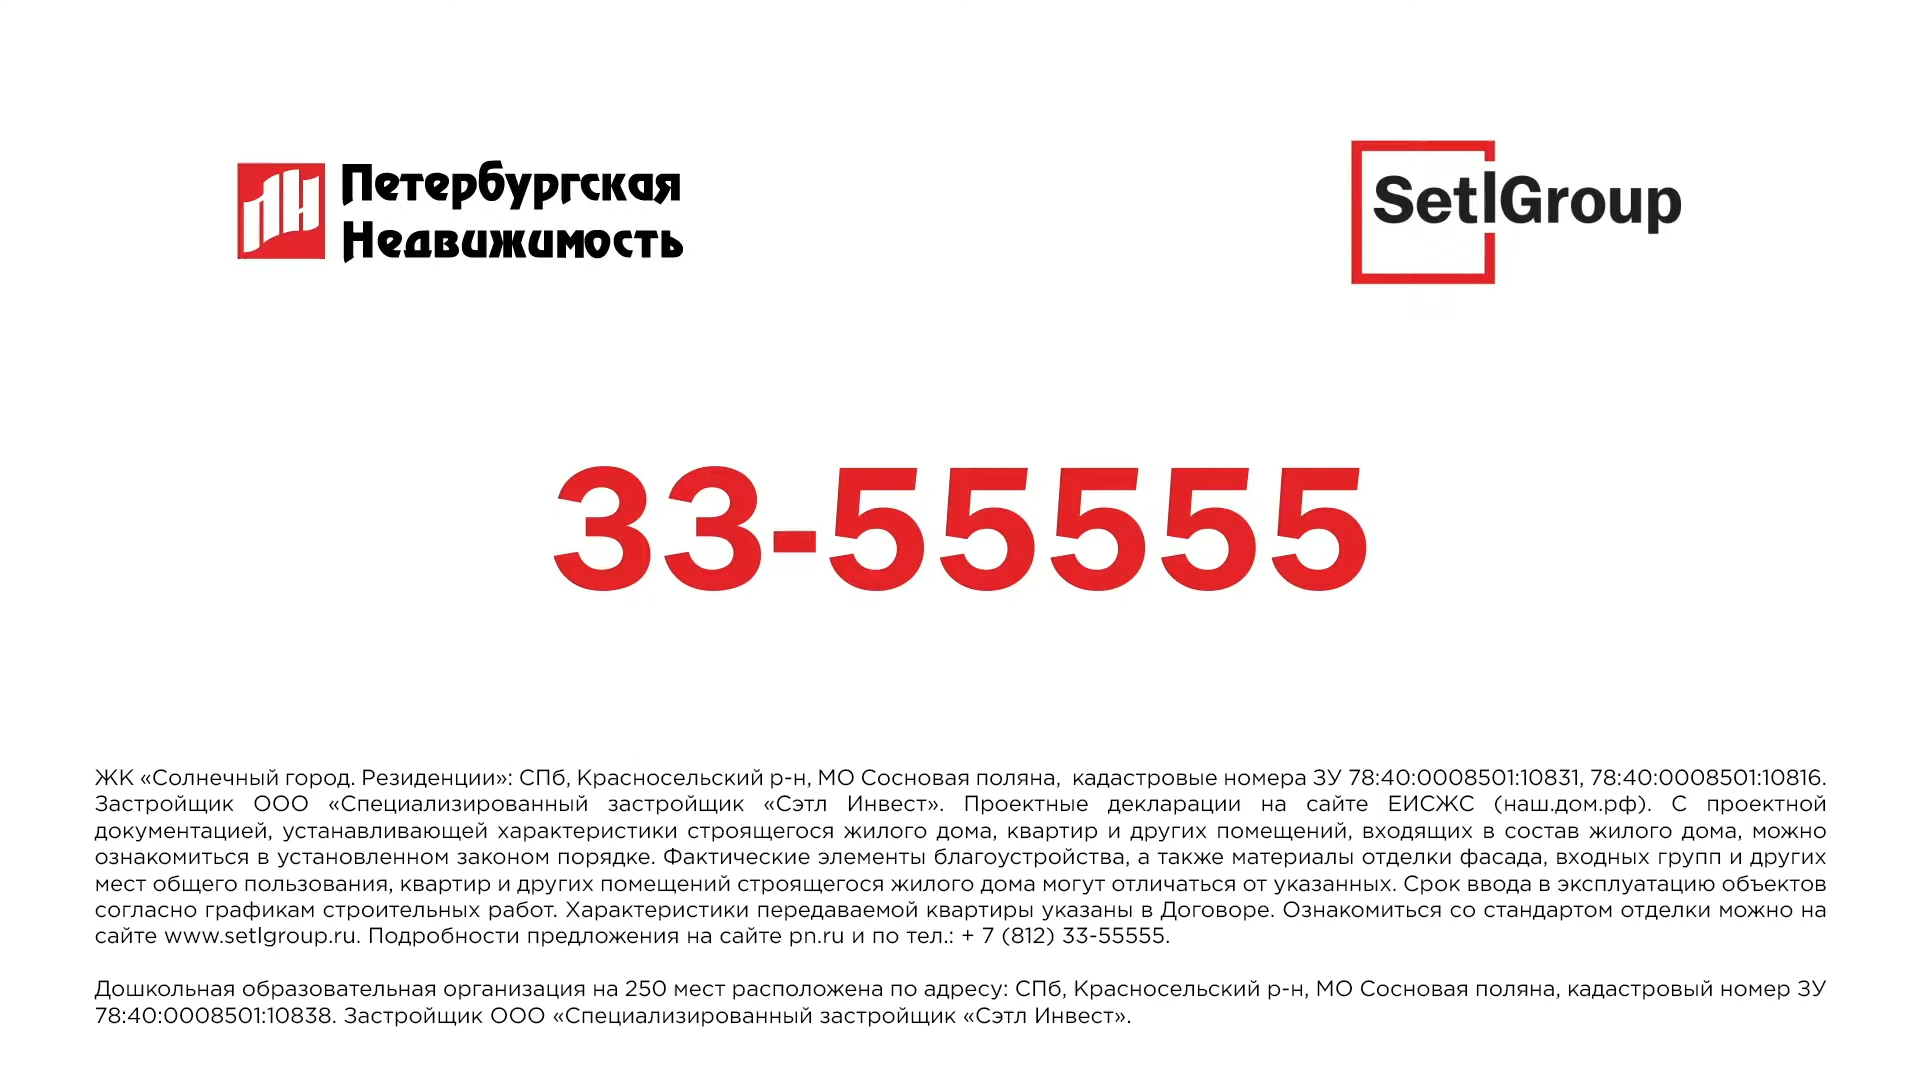 ПН Петербургская
Недвижимость
SetlGroup
33-55555
ЖК «Солнечный город. Резиденции»: СПб, Красносельский р-н, МО Сосновая поляна, кадастровые номера ЗУ 78:40:0008501:10831, 78:40:0008501:10816.
Застройщик ООО «Специализированный застройщик «Сэтл Инвест». Проектные декларации на сайте ЕИСЖС (наш.дом.рф). С проектной
документацией, устанавливающей характеристики строящегося жилого дома, квартир и других помещений, входящих в состав жилого дома, можно
ознакомиться в установленном законом порядке. Фактические элементы благоустройства, а также материалы отделки фасада, входных групп и других
мест общего пользования, квартир и других помещений строящегося жилого дома могут отличаться от указанных. Срок ввода в эксплуатацию объектов
согласно графикам строительных работ. Характеристики передаваемой квартиры указаны в Договоре. Ознакомиться со стандартом отделки можно на
сайте www.setlgroup.ru. Подробности предложения на сайте pn.ru и по тел.: + 7 (812) 33-55555.
Дошкольная образовательная организация на 250 мест расположена по адресу: СПб, Красносельский р-н, МО Сосновая поляна, кадастровый номер ЗУ
78:40:0008501:10838. Застройщик ООО «Специализированный застройщик «Сэтл Инвест».